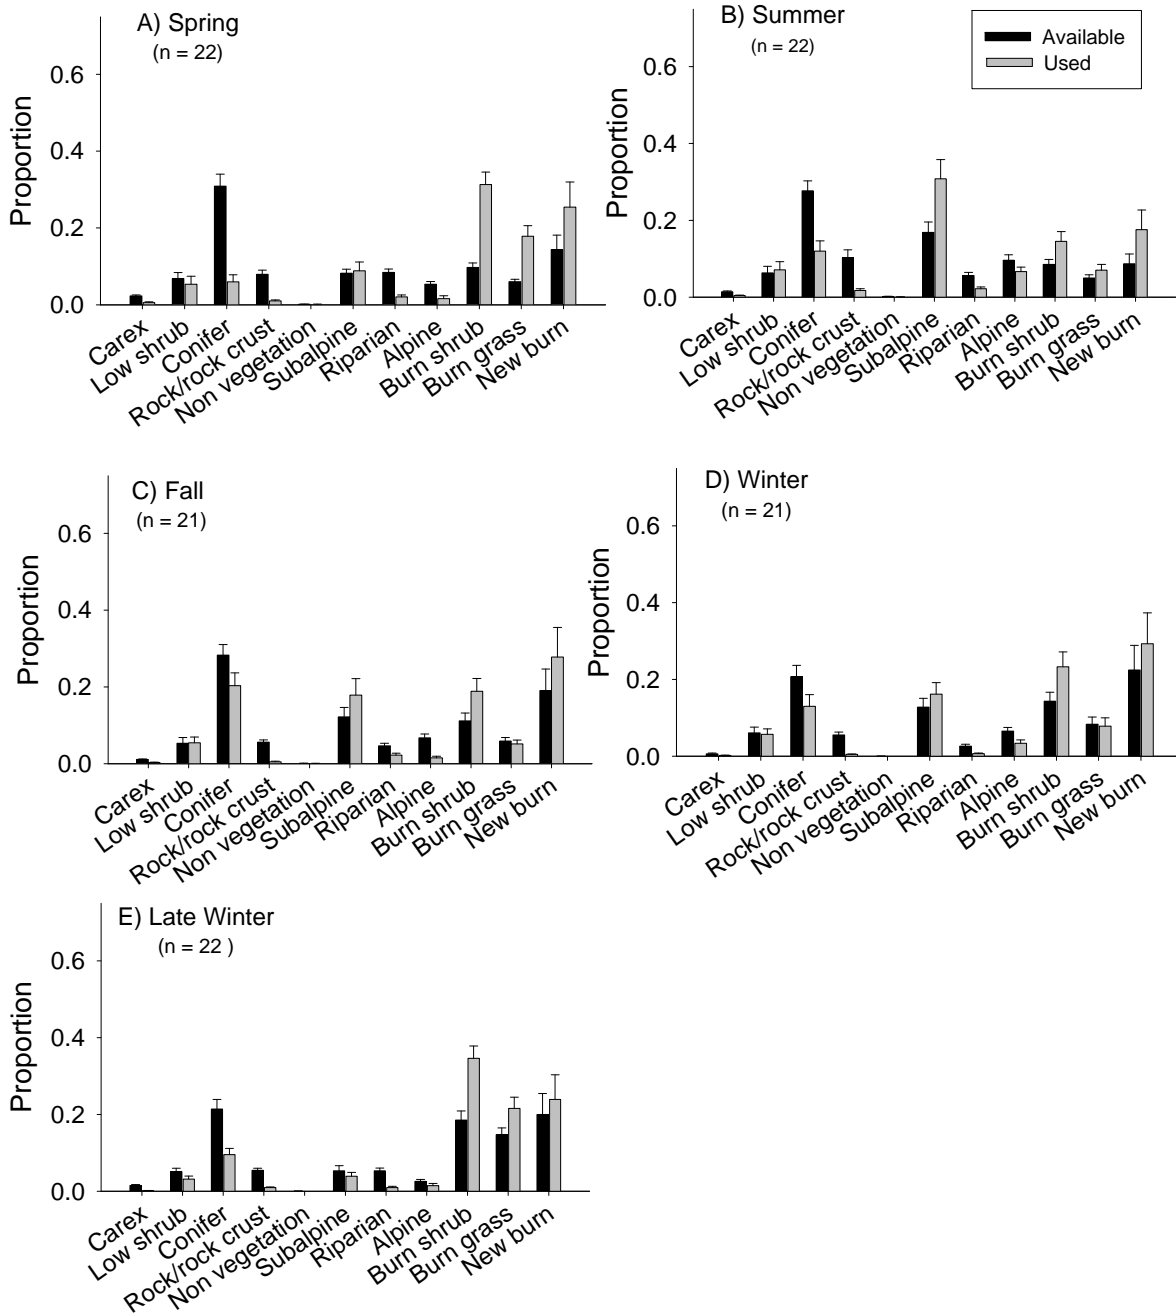 A) Spring
(n = 22)
Proportion
0.6
0.4
0.2
0.0
Carex
Low shrub
Conifer
Rock/rock crust
Non vegetation
Subalpine
Riparian
Alpine
Burn shrub
Burn grass
New burn
B) Summer
(n = 22)
Available
Used
Proportion
0.6
0.4
0.2
0.0
Carex
Low shrub
Conifer
Rock/rock crust
Non vegetation
Subalpine
Riparian
Alpine
Burn shrub
Burn grass
New burn
C) Fall
(n = 21)
Proportion
0.6
0.4
0.2
0.0
Carex
Low shrub
Conifer
Rock/rock crust
Non vegetation
Subalpine
Riparian
Alpine
Burn shrub
Burn grass
New burn
D) Winter
(n = 21)
Proportion
0.6
0.4
0.2
0.0
Carex
Low shrub
Conifer
Rock/rock crust
Non vegetation
Subalpine
Riparian
Alpine
Burn shrub
Burn grass
New burn
E) Late Winter
(n = 22 )
Proportion
0.6
0.4
0.2
0.0
Carex
Low shrub
Conifer
Rock/rock crust
Non vegetation
Subalpine
Riparian
Alpine
Burn shrub
Burn grass
New burn